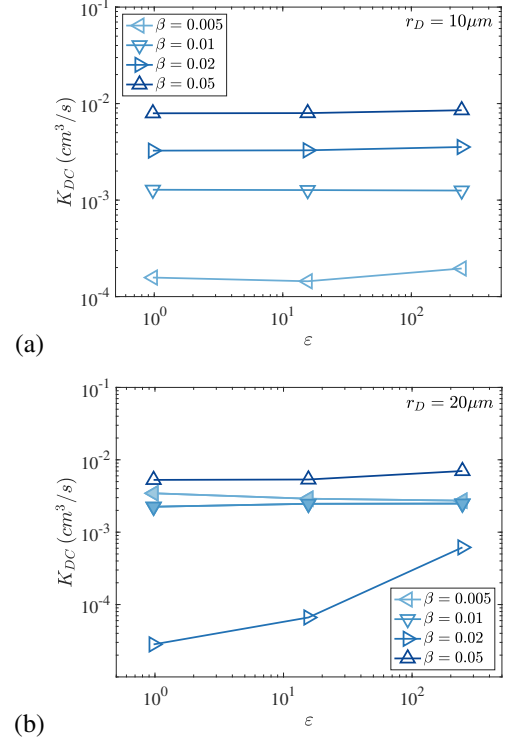 r_D = 10μm
β = 0.005
β = 0.01
β = 0.02
β = 0.05
K_DC (cm^3/s)
10^-1
10^-2
10^-3
10^-4
10^0 10^1 10^2
ε
(a)
r_D = 20μm
K_DC (cm^3/s)
10^-1
10^-2
10^-3
10^-4
β = 0.005
β = 0.01
β = 0.02
β = 0.05
10^0 10^1 10^2
ε
(b)